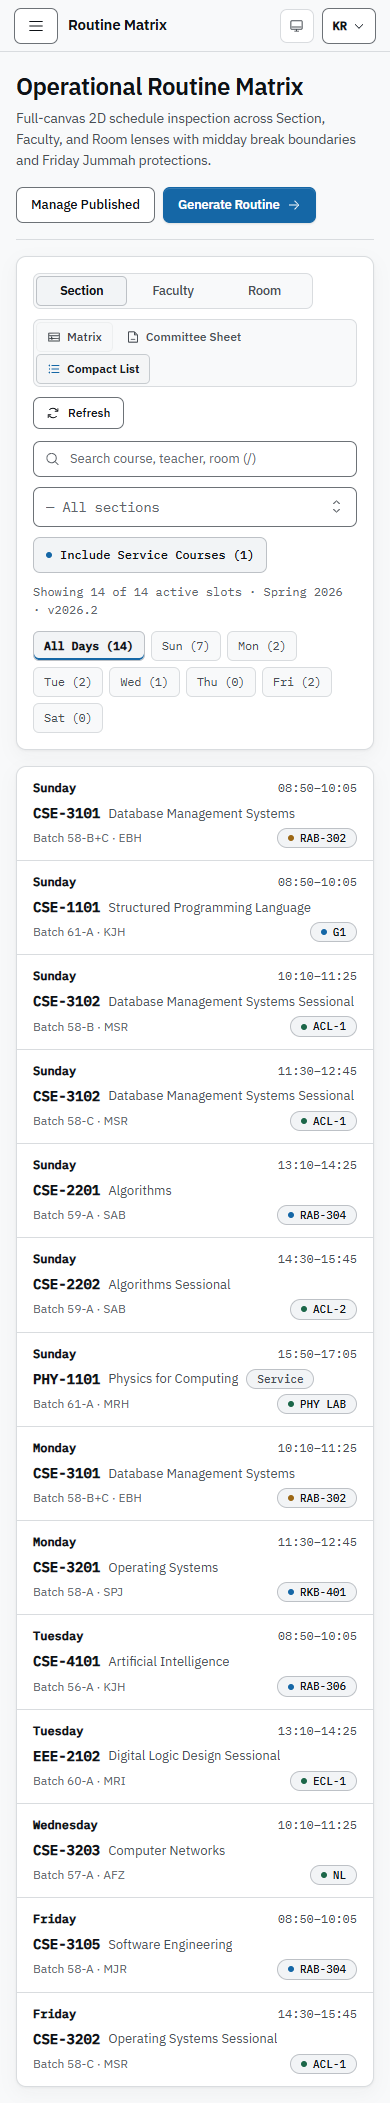 Routine Matrix
KR
Operational Routine Matrix
Full-canvas 2D schedule inspection across Section,
Faculty, and Room lenses with midday break boundaries
and Friday Jummah protections.
Manage Published
Generate Routine →
Section
Faculty
Room
Matrix
Committee Sheet
Compact List
Refresh
Search course, teacher, room (/)
— All sections
Include Service Courses (1)
Showing 14 of 14 active slots · Spring 2026
· v2026.2
All Days (14)
Sun (7)
Mon (2)
Tue (2)
Wed (1)
Thu (0)
Fri (2)
Sat (0)
Sunday 08:50–10:05
CSE-3101 Database Management Systems
Batch 58-B+C · EBH RAB-302
Sunday 08:50–10:05
CSE-1101 Structured Programming Language
Batch 61-A · KJH G1
Sunday 10:10–11:25
CSE-3102 Database Management Systems Sessional
Batch 58-B · MSR ACL-1
Sunday 11:30–12:45
CSE-3102 Database Management Systems Sessional
Batch 58-C · MSR ACL-1
Sunday 13:10–14:25
CSE-2201 Algorithms
Batch 59-A · SAB RAB-304
Sunday 14:30–15:45
CSE-2202 Algorithms Sessional
Batch 59-A · SAB ACL-2
Sunday 15:50–17:05
PHY-1101 Physics for Computing Service
Batch 61-A · MRH PHY LAB
Monday 10:10–11:25
CSE-3101 Database Management Systems
Batch 58-B+C · EBH RAB-302
Monday 11:30–12:45
CSE-3201 Operating Systems
Batch 58-A · SPJ RKB-401
Tuesday 08:50–10:05
CSE-4101 Artificial Intelligence
Batch 56-A · KJH RAB-306
Tuesday 13:10–14:25
EEE-2102 Digital Logic Design Sessional
Batch 60-A · MRI ECL-1
Wednesday 10:10–11:25
CSE-3203 Computer Networks
Batch 57-A · AFZ NL
Friday 08:50–10:05
CSE-3105 Software Engineering
Batch 58-A · MJR RAB-304
Friday 14:30–15:45
CSE-3202 Operating Systems Sessional
Batch 58-C · MSR ACL-1